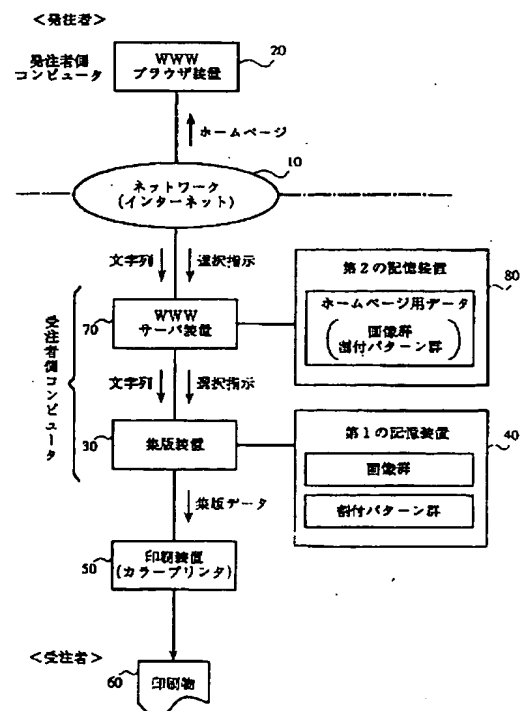 <発注者>
発注者側
コンピュータ
WWW
ブラウザ装置
20
ホームページ
10
ネットワーク
(インターネット)
文字列
選択指示
第2の記憶装置
80
ホームページ用データ
画像群
割付パターン群
WWW
サーバ装置
70
受注者側コンピュータ
文字列
選択指示
集版装置
30
第1の記憶装置
40
画像群
割付パターン群
集版データ
印刷装置
(カラープリンタ)
50
<受注者>
60
印刷物